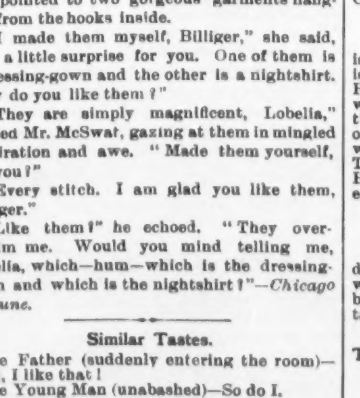 pointed to two gorgeous garments hang-
from the hooks inside.
I made them myself, Billiger," she said,
a little surprise for you. One of them is
essing-gown and the other is a nightshirt.
do you like them?"
They are simply magnificent, Lobelia,"
ed Mr. McSwat, gazing at them in mingled
iration and awe. "Made them yourself,
you?"
Every stitch. I am glad you like them,
ger."
Like them?" he echoed. "They over-
lm me. Would you mind telling me,
elia, which—hum—which is the dressing-
n and which is the nightshirt?"—Chicago
une.
Similar Tastes.
e Father (suddenly entering the room)—
, I like that!
e Young Man (unabashed)—So do I.